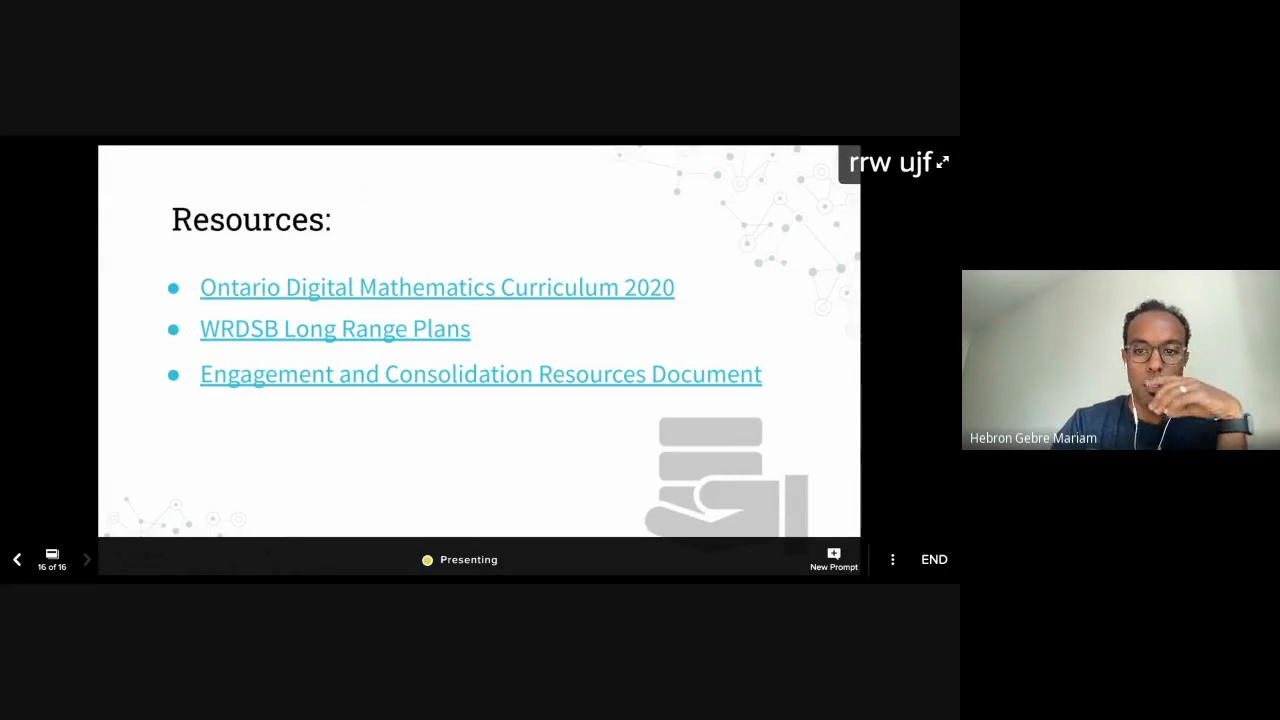 rrw ujf
Resources:
Ontario Digital Mathematics Curriculum 2020
WRDSB Long Range Plans
Engagement and Consolidation Resources Document
Hebron Gebre Mariam
16 of 16
Presenting
New Prompt
END